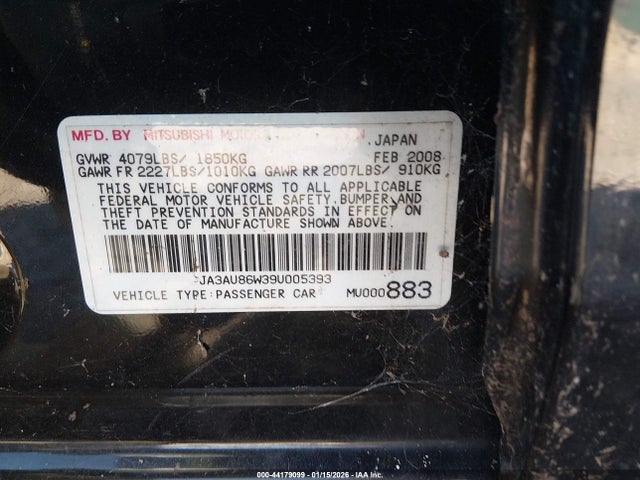 MFD. BY MITSUBISHI MOTORS CORPORATION JAPAN
GVWR 4079LBS/ 1850KG FEB 2008
GAWR FR 2227LBS/1010KG GAWR RR 2007LBS/ 910KG
THIS VEHICLE CONFORMS TO ALL APPLICABLE
FEDERAL MOTOR VEHICLE SAFETY, BUMPER AND
THEFT PREVENTION STANDARDS IN EFFECT ON
THE DATE OF MANUFACTURE SHOWN ABOVE.
JA3AU86W39U005393
VEHICLE TYPE:PASSENGER CAR MU000883
000-44179099 - 01/15/2026 - © IAA Inc.